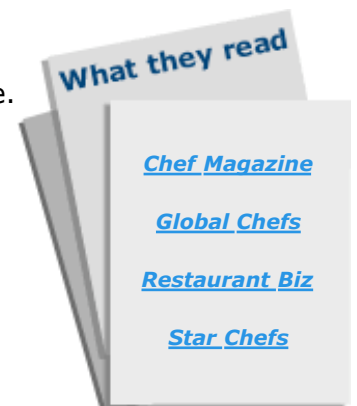 What they read
e.
Chef Magazine
Global Chefs
Restaurant Biz
Star Chefs